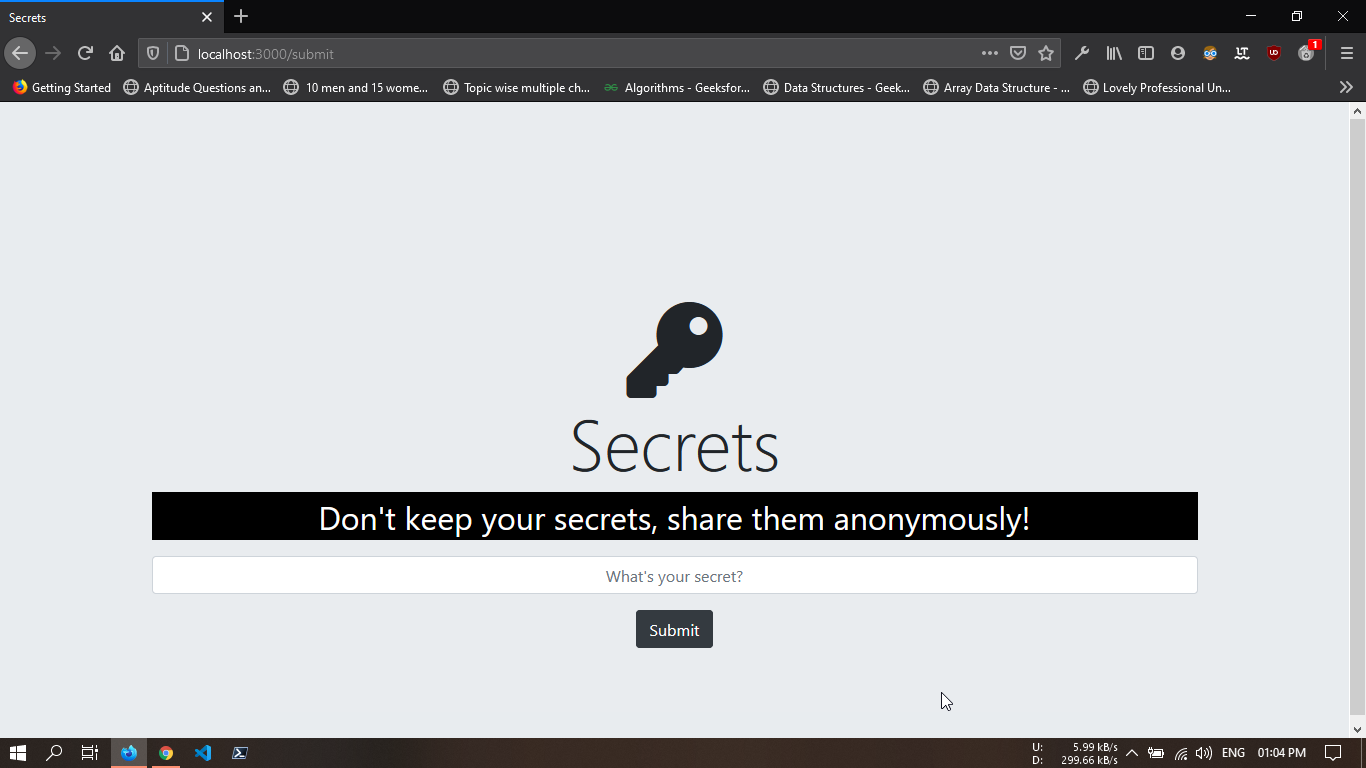 Secrets
localhost:3000/submit
1
Getting Started
Aptitude Questions an...
10 men and 15 wome...
Topic wise multiple ch...
Algorithms - Geeksfor...
Data Structures - Geek...
Array Data Structure - ...
Lovely Professional Un...
Secrets
Don't keep your secrets, share them anonymously!
What's your secret?
Submit
U: 5.99 kB/s
D: 299.66 kB/s
ENG
01:04 PM